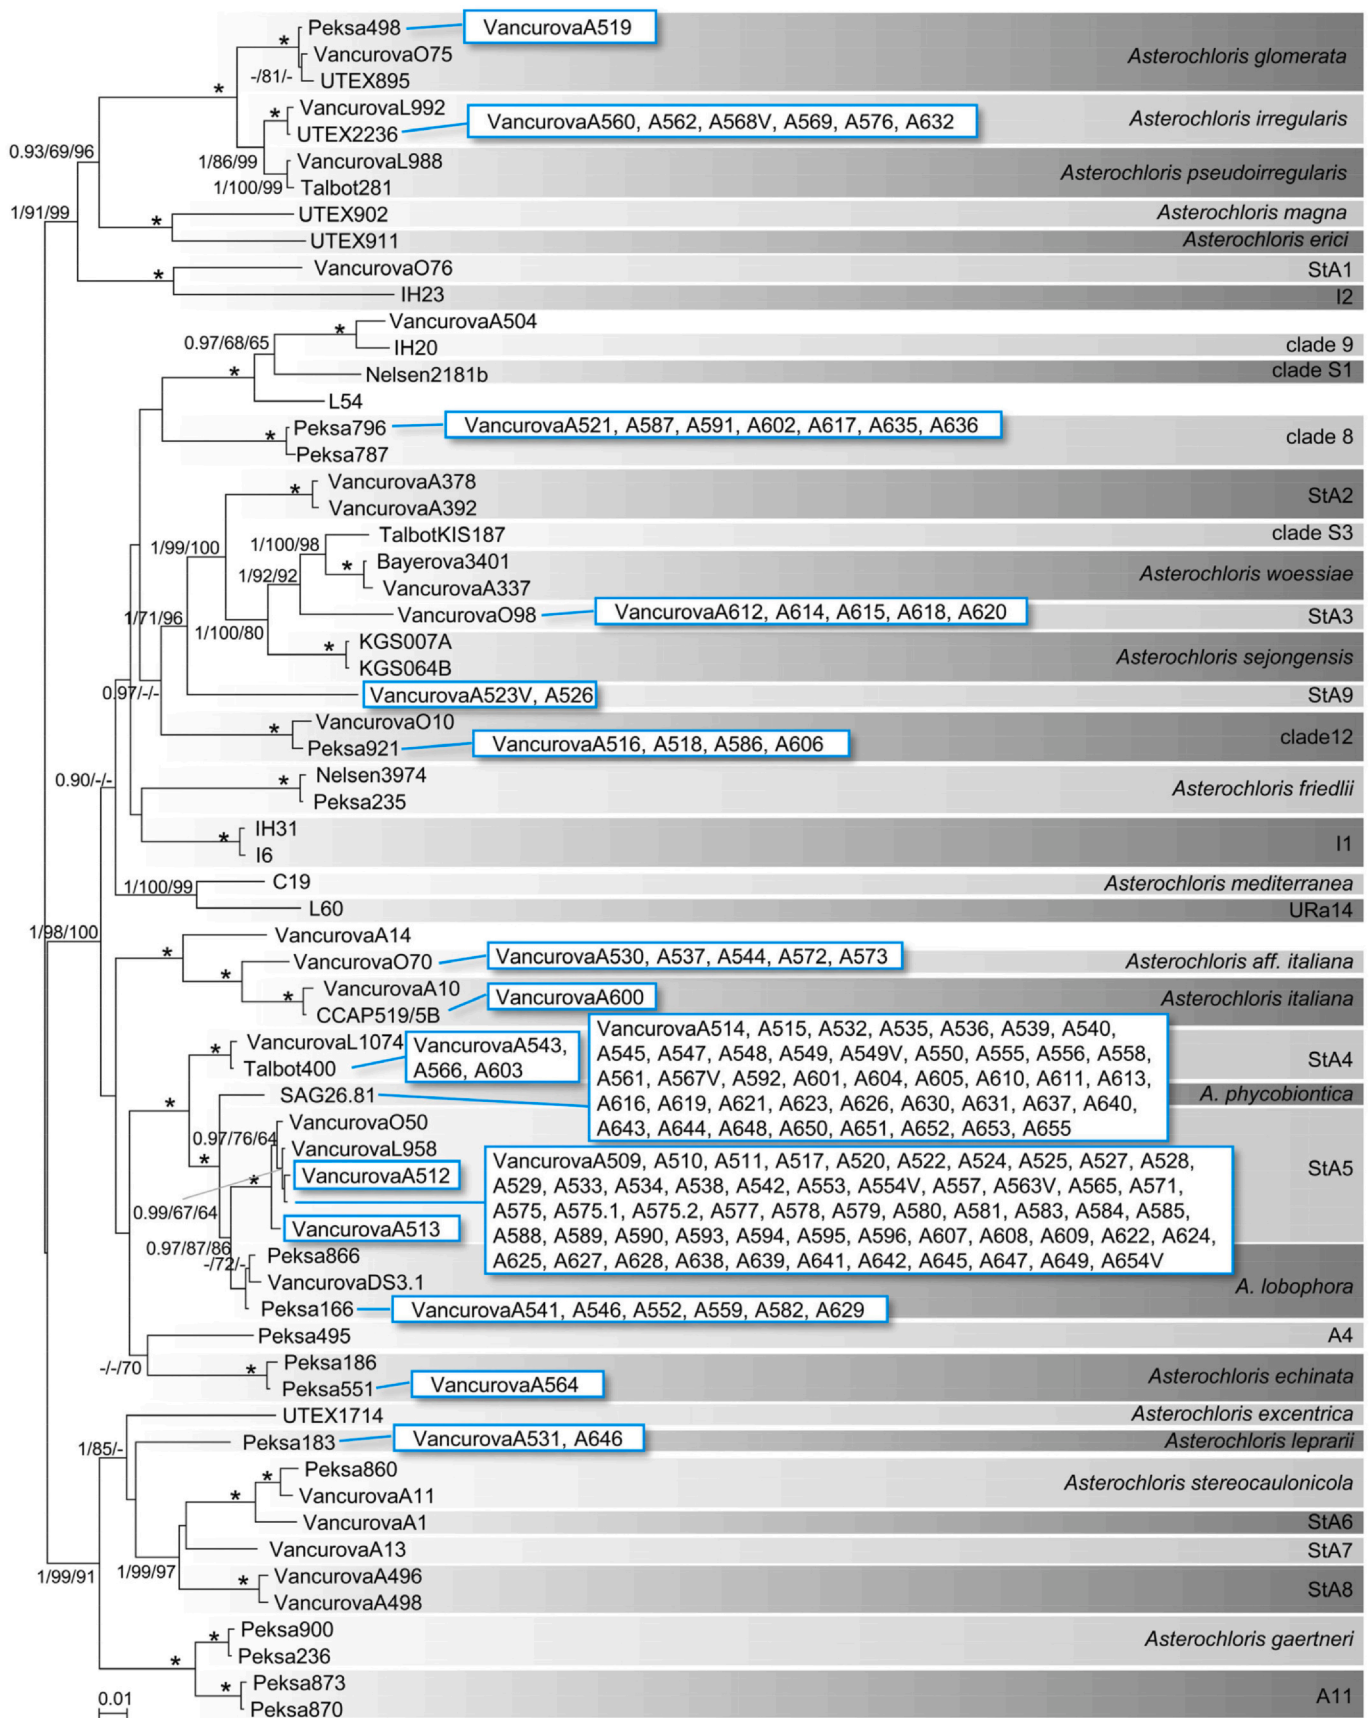 Peksa498 VancurovaA519
VancurovaO75 Asterochloris glomerata
-/81/- UTEX895
VancurovaL992
UTEX2236 VancurovaA560, A562, A568V, A569, A576, A632 Asterochloris irregularis
0.93/69/96
1/86/99 VancurovaL988
1/100/99 Talbot281 Asterochloris pseudoirregularis
1/91/99 UTEX902 Asterochloris magna
UTEX911 Asterochloris erici
VancurovaO76 StA1
IH23 I2
VancurovaA504
0.97/68/65 IH20 clade 9
Nelsen2181b clade S1
L54
Peksa796 VancurovaA521, A587, A591, A602, A617, A635, A636 clade 8
Peksa787
VancurovaA378 StA2
VancurovaA392
TalbotKIS187 clade S3
1/99/100 1/100/98
Bayerova3401 Asterochloris woessiae
1/92/92
VancurovaA337
VancurovaO98 VancurovaA612, A614, A615, A618, A620 StA3
1/71/96
1/100/80
KGS007A Asterochloris sejongensis
KGS064B
0.97/-/- VancurovaA523V, A526 StA9
VancurovaO10 clade12
Peksa921 VancurovaA516, A518, A586, A606
0.90/-/- Nelsen3974 Asterochloris friedlii
Peksa235
IH31 I1
I6
1/100/99 C19 Asterochloris mediterranea
L60 URa14
1/98/100 VancurovaA14
VancurovaO70 VancurovaA530, A537, A544, A572, A573 Asterochloris aff. italiana
VancurovaA10 Asterochloris italiana
CCAP519/5B VancurovaA600
VancurovaL1074 VancurovaA543, StA4
Talbot400 A566, A603
VancurovaA514, A515, A532, A535, A536, A539, A540,
A545, A547, A548, A549, A549V, A550, A555, A556, A558,
A561, A567V, A592, A601, A604, A605, A610, A611, A613,
A616, A619, A621, A623, A626, A630, A631, A637, A640,
A643, A644, A648, A650, A651, A652, A653, A655
SAG26.81 A. phycobiontica
VancurovaO50
0.97/76/64
VancurovaL958
VancurovaA512 StA5
VancurovaA509, A510, A511, A517, A520, A522, A524, A525, A527, A528,
A529, A533, A534, A538, A542, A553, A554V, A557, A563V, A565, A571,
A575, A575.1, A575.2, A577, A578, A579, A580, A581, A583, A584, A585,
A588, A589, A590, A593, A594, A595, A596, A607, A608, A609, A622, A624,
A625, A627, A628, A638, A639, A641, A642, A645, A647, A649, A654V
0.99/67/64
VancurovaA513
0.97/87/86
-/72/- Peksa866
VancurovaDS3.1 A. lobophora
Peksa166 VancurovaA541, A546, A552, A559, A582, A629
Peksa495 A4
-/-/70 Peksa186 Asterochloris echinata
Peksa551 VancurovaA564
UTEX1714 Asterochloris excentrica
1/85/- Peksa183 VancurovaA531, A646 Asterochloris leprarii
Peksa860 Asterochloris stereocaulonicola
VancurovaA11
VancurovaA1 StA6
VancurovaA13 StA7
1/99/91 1/99/97 VancurovaA496 StA8
VancurovaA498
Peksa900 Asterochloris gaertneri
Peksa236
Peksa873 A11
0.01 Peksa870